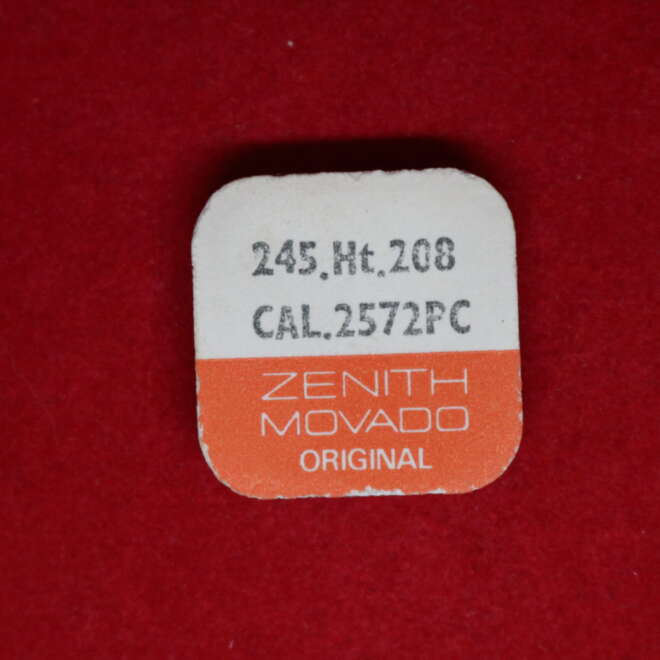 245.Ht.208
CAL.2572PC
ZENITH
MOVADO
ORIGINAL